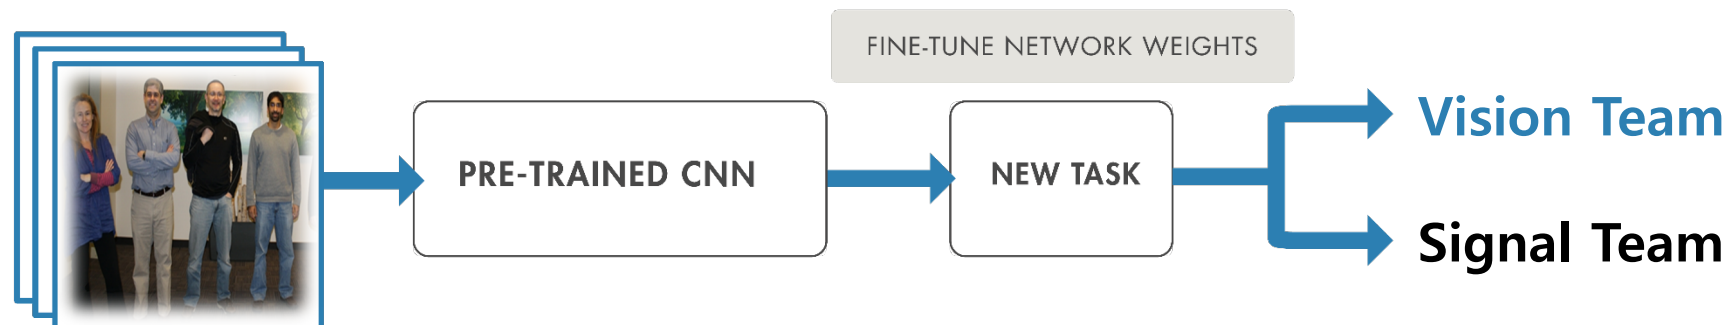 FINE-TUNE NETWORK WEIGHTS
PRE-TRAINED CNN
NEW TASK
Vision Team
Signal Team